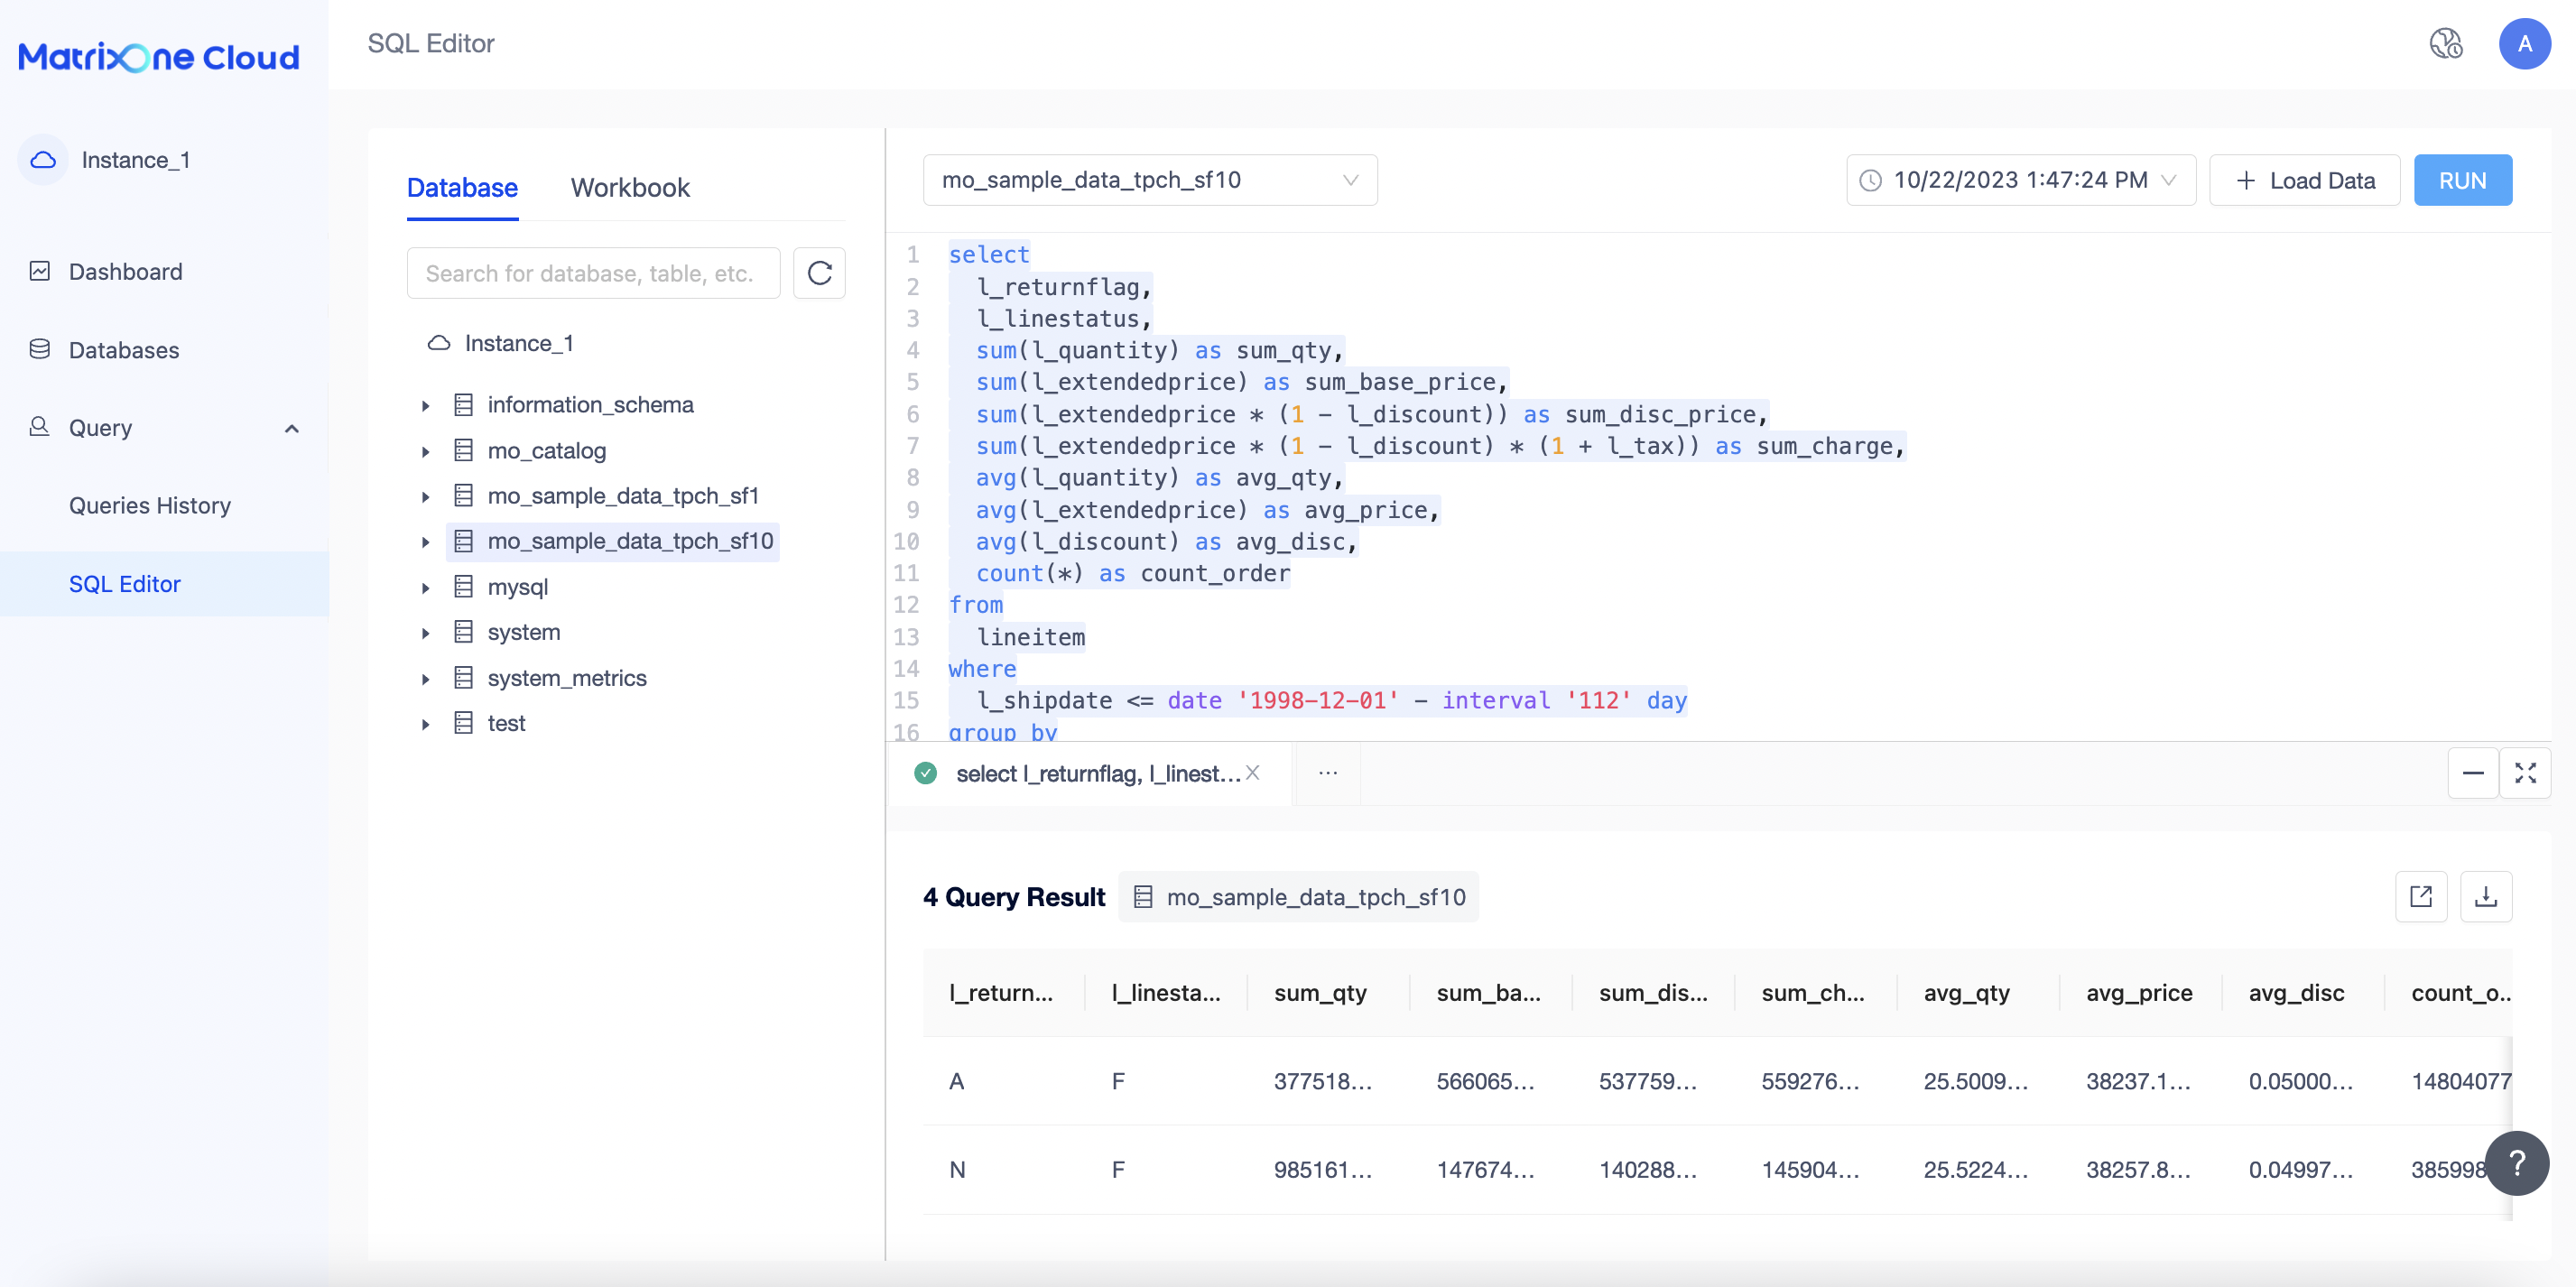 MatrixOne Cloud
SQL Editor
A
Instance_1
Dashboard
Databases
Query
Queries History
SQL Editor
Database
Workbook
Search for database, table, etc.
Instance_1
information_schema
mo_catalog
mo_sample_data_tpch_sf1
mo_sample_data_tpch_sf10
mysql
system
system_metrics
test
mo_sample_data_tpch_sf10
10/22/2023 1:47:24 PM
+ Load Data
RUN
1 select
2 l_returnflag,
3 l_linestatus,
4 sum(l_quantity) as sum_qty,
5 sum(l_extendedprice) as sum_base_price,
6 sum(l_extendedprice * (1 - l_discount)) as sum_disc_price,
7 sum(l_extendedprice * (1 - l_discount) * (1 + l_tax)) as sum_charge,
8 avg(l_quantity) as avg_qty,
9 avg(l_extendedprice) as avg_price,
10 avg(l_discount) as avg_disc,
11 count(*) as count_order
12 from
13 lineitem
14 where
15 l_shipdate <= date '1998-12-01' - interval '112' day
16 group by
select l_returnflag, l_linest...
...
4 Query Result
mo_sample_data_tpch_sf10
l_return... l_linesta... sum_qty sum_ba... sum_dis... sum_ch... avg_qty avg_price avg_disc count_o..
A F 377518... 566065... 537759... 559276... 25.5009... 38237.1... 0.05000... 14804077
N F 985161... 147674... 140288... 145904... 25.5224... 38257.8... 0.04997... 385998
?